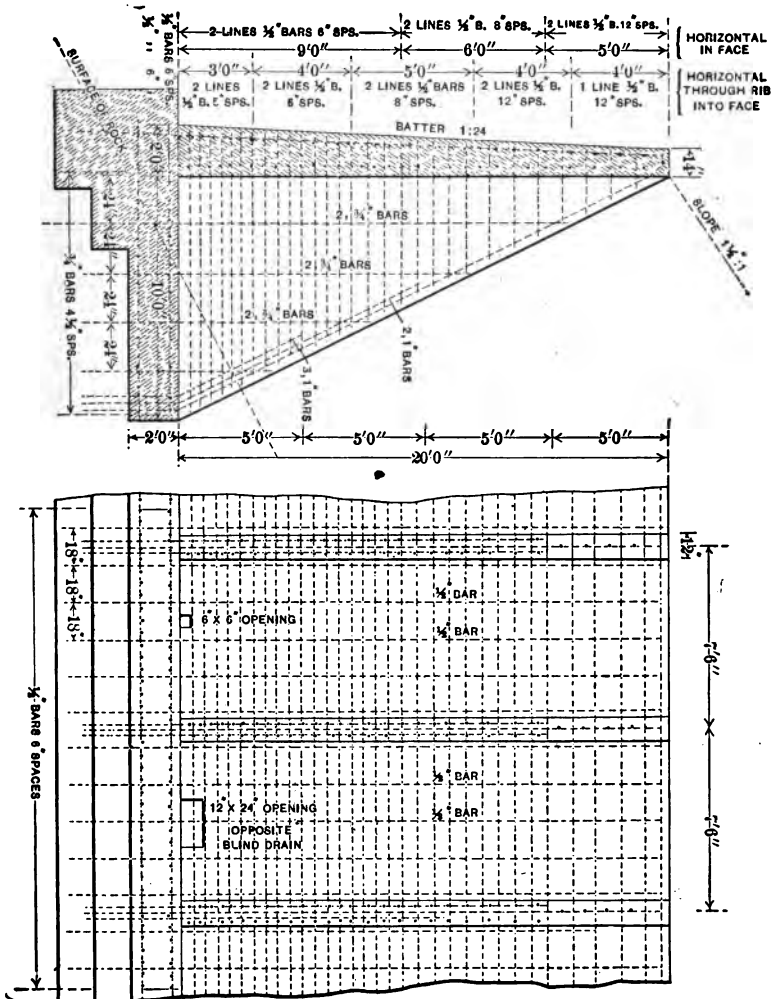 2 LINES ½" BARS 6" SPS.
2 LINES ½" B. 8" SPS.
2 LINES ½" B. 12" SPS.
HORIZONTAL
IN FACE
9'0"
6'0"
5'0"
¾" BARS 6" SPS.
3'0"
4'0"
5'0"
4'0"
4'0"
HORIZONTAL
THROUGH RIB
INTO FACE
2 LINES
2 LINES ½" B.
2 LINES ½" BARS
2 LINES ½" B.
1 LINE ½" B.
6" SPS.
8" SPS.
12" SPS.
12" SPS.
SURFACE OF ROCK
BATTER 1:24
2'0"
14"
SLOPE 1½":1
24"
2, ¾" BARS
2, ¾" BARS
2, ¾" BARS
10'0"
24"
24"
¾" BARS 4½" SPS.
2, 1" BARS
3, 1" BARS
2'0"
5'0"
5'0"
5'0"
5'0"
20'0"
12"
18"
18"
18"
½" BAR
6 X 6" OPENING
½" BAR
7'6"
½" BARS 6" SPACES
½" BAR
12" X 24" OPENING
½" BAR
OPPOSITE
BLIND DRAIN
7'6"